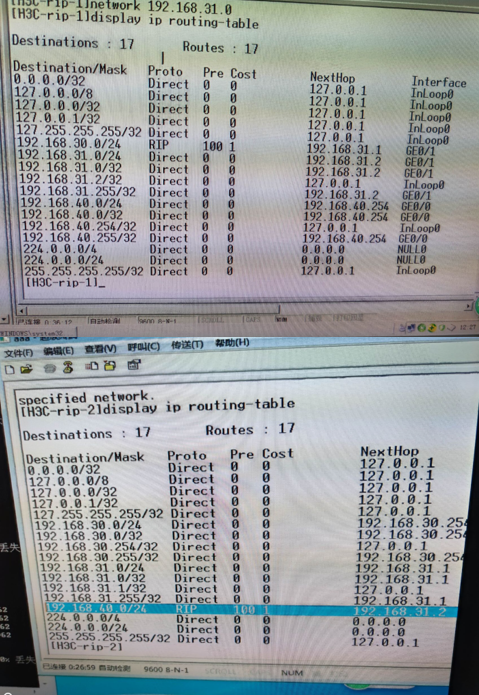 [H3C-rip-1]network 192.168.31.0
[H3C-rip-1]display ip routing-table
Destinations : 17 Routes : 17
Destination/Mask Proto Pre Cost NextHop Interface
0.0.0.0/32 Direct 0 0 127.0.0.1 InLoop0
127.0.0.0/8 Direct 0 0 127.0.0.1 InLoop0
127.0.0.0/32 Direct 0 0 127.0.0.1 InLoop0
127.0.0.1/32 Direct 0 0 127.0.0.1 InLoop0
127.255.255.255/32 Direct 0 0 127.0.0.1 InLoop0
192.168.30.0/24 RIP 100 1 192.168.31.1 GE0/1
192.168.31.0/24 Direct 0 0 192.168.31.2 GE0/1
192.168.31.0/32 Direct 0 0 192.168.31.2 GE0/1
192.168.31.2/32 Direct 0 0 127.0.0.1 InLoop0
192.168.31.255/32 Direct 0 0 192.168.31.2 GE0/1
192.168.40.0/24 Direct 0 0 192.168.40.254 GE0/0
192.168.40.0/32 Direct 0 0 192.168.40.254 GE0/0
192.168.40.254/32 Direct 0 0 127.0.0.1 InLoop0
192.168.40.255/32 Direct 0 0 192.168.40.254 GE0/0
224.0.0.0/4 Direct 0 0 0.0.0.0 NULL0
224.0.0.0/24 Direct 0 0 0.0.0.0 NULL0
255.255.255.255/32 Direct 0 0 127.0.0.1 InLoop0
[H3C-rip-1]_
自动检测 9600 8-N-1
文件(F) 编辑(E) 查看(V) 呼叫(C) 传送(T) 帮助(H)
specified network.
[H3C-rip-2]display ip routing-table
Destinations : 17 Routes : 17
Destination/Mask Proto Pre Cost NextHop
0.0.0.0/32 Direct 0 0 127.0.0.1
127.0.0.0/8 Direct 0 0 127.0.0.1
127.0.0.0/32 Direct 0 0 127.0.0.1
127.0.0.1/32 Direct 0 0 127.0.0.1
127.255.255.255/32 Direct 0 0 127.0.0.1
192.168.30.0/24 Direct 0 0 192.168.30.254
192.168.30.0/32 Direct 0 0 192.168.30.254
192.168.30.254/32 Direct 0 0 127.0.0.1
192.168.30.255/32 Direct 0 0 192.168.30.254
192.168.31.0/24 Direct 0 0 192.168.31.1
192.168.31.0/32 Direct 0 0 192.168.31.1
192.168.31.1/32 Direct 0 0 127.0.0.1
192.168.31.255/32 Direct 0 0 192.168.31.1
192.168.40.0/24 RIP 100 1 192.168.31.2
224.0.0.0/4 Direct 0 0 0.0.0.0
224.0.0.0/24 Direct 0 0 0.0.0.0
255.255.255.255/32 Direct 0 0 127.0.0.1
[H3C-rip-2]
已连接 0:26:59 自动检测 9600 8-N-1 NUM
丢失
丢失